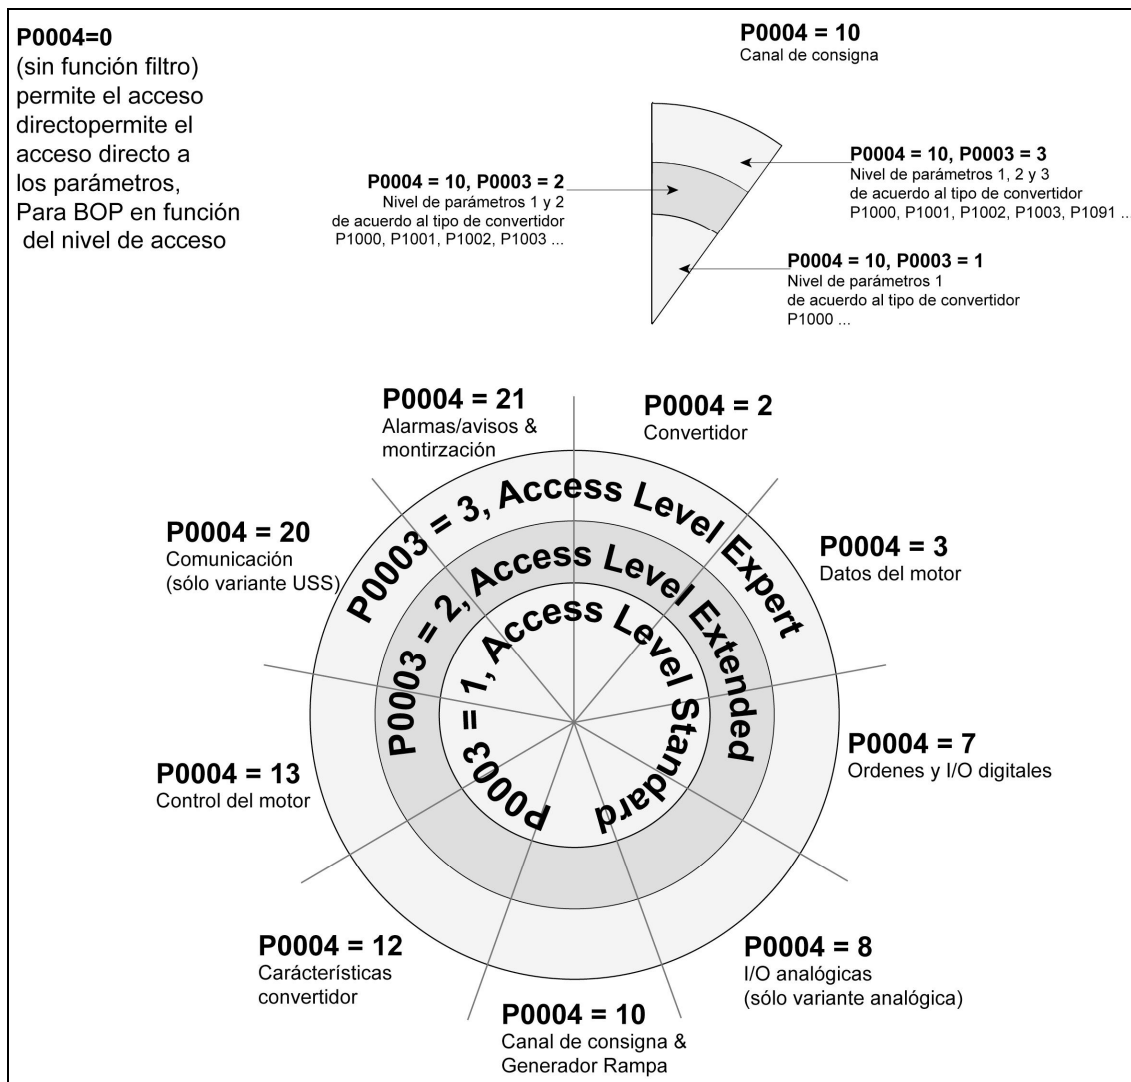 P0004=0
(sin función filtro)
permite el acceso
directopermite el
acceso directo a
los parámetros,
Para BOP en función
del nivel de acceso
P0004 = 10
Canal de consigna
P0004 = 10, P0003 = 2
Nivel de parámetros 1 y 2
de acuerdo al tipo de convertidor
P1000, P1001, P1002, P1003 ...
P0004 = 10, P0003 = 3
Nivel de parámetros 1, 2 y 3
de acuerdo al tipo de convertidor
P1000, P1001, P1002, P1003, P1091 ...
P0004 = 10, P0003 = 1
Nivel de parámetros 1
de acuerdo al tipo de convertidor
P1000 ...
P0004 = 21
Alarmas/avisos &
montirzación
P0004 = 2
Convertidor
P0004 = 20
Comunicación
(sólo variante USS)
P0004 = 3
Datos del motor
P0003 = 3, Access Level Expert
P0003 = 2, Access Level Extended
P0003 = 1, Access Level Standard
P0004 = 13
Control del motor
P0004 = 7
Ordenes y I/O digitales
P0004 = 12
Carácterísticas
convertidor
P0004 = 8
I/O analógicas
(sólo variante analógica)
P0004 = 10
Canal de consigna &
Generador Rampa